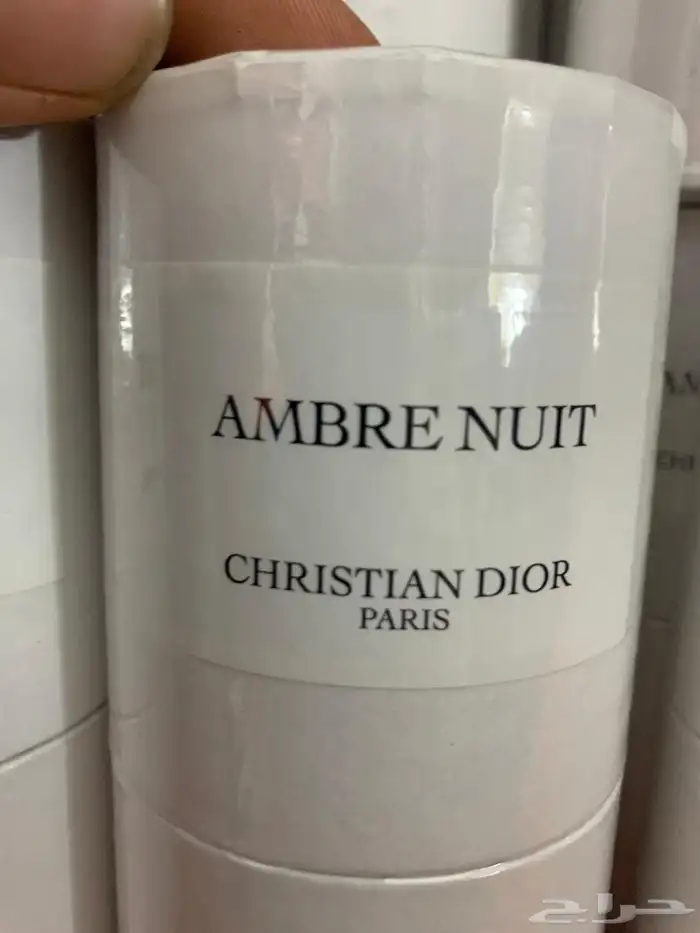 AMBRE NUIT
CHRISTIAN DIOR
PARIS
حراج